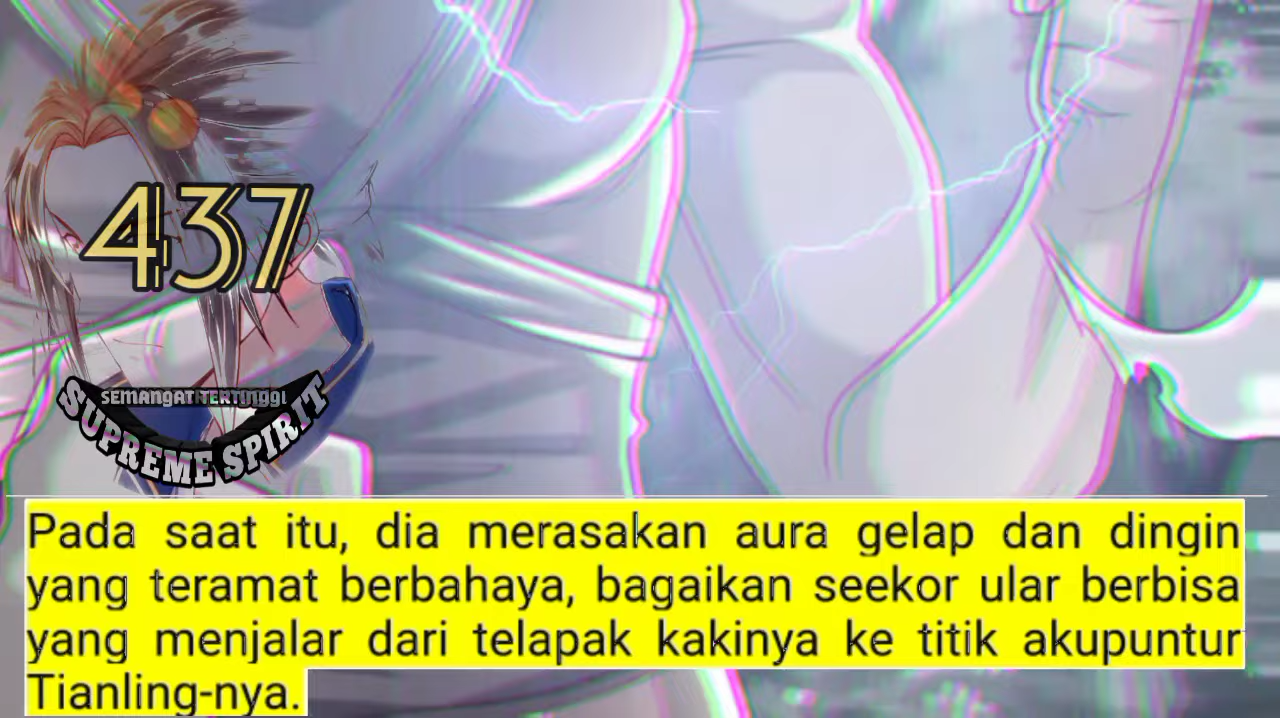 437
SEMANGAT TERTINGGI
SUPREME SPIRIT
Pada saat itu, dia merasakan aura gelap dan dingin
yang teramat berbahaya, bagaikan seekor ular berbisa
yang menjalar dari telapak kakinya ke titik akupuntur
Tianling-nya.